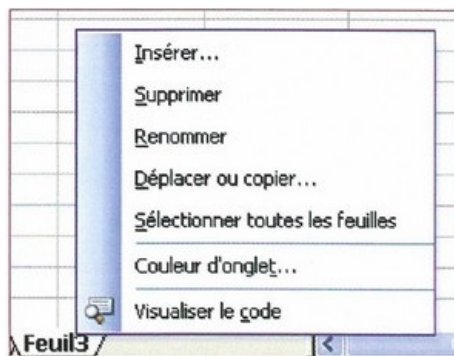 Insérer...
Supprimer
Renommer
Déplacer ou copier...
Sélectionner toutes les feuilles
Couleur d'onglet...
Visualiser le code
Feuil3